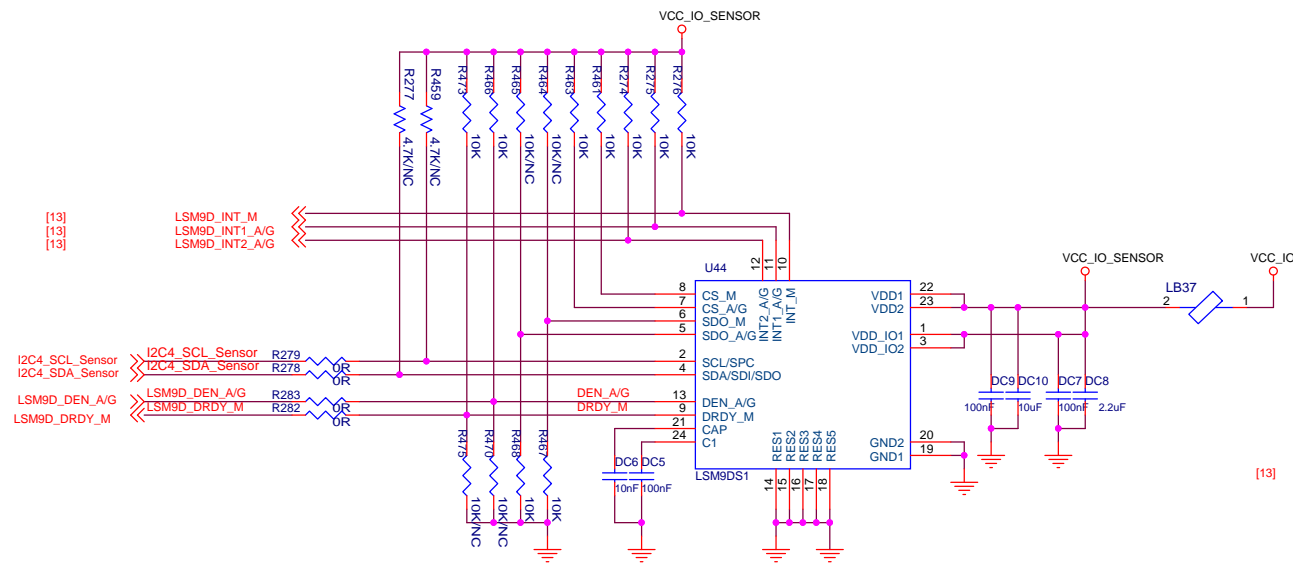 VCC_IO_SENSOR
R277
R459
R473
R466
R465
R464
R463
R461
R274
R275
R276
4.7K/NC
4.7K/NC
10K
10K
10K/NC
10K/NC
10K
10K
10K
10K
10K
[13]
LSM9D_INT_M
[13]
LSM9D_INT1_A/G
[13]
LSM9D_INT2_A/G
12
11
10
VCC_IO_SENSOR
VCC_IO
U44
LB37
2
1
8
CS_M
7
CS_A/G
6
SDO_M
5
SDO_A/G
INT2_A/G
INT1_A/G
INT_M
VDD1
22
VDD2
23
VDD_IO1
1
VDD_IO2
3
I2C4_SCL_Sensor
I2C4_SCL_Sensor
R279
0R
2
SCL/SPC
I2C4_SDA_Sensor
I2C4_SDA_Sensor
R278
0R
4
SDA/SDI/SDO
LSM9D_DEN_A/G
LSM9D_DEN_A/G
R283
0R
DEN_A/G
13
DEN_A/G
LSM9D_DRDY_M
LSM9D_DRDY_M
R282
0R
DRDY_M
9
DRDY_M
21
CAP
24
C1
DC9
DC10
DC7
DC8
100nF
10uF
100nF
2.2uF
R475
R470
R468
R467
10K/NC
10K/NC
10K
10K
DC6
DC5
10nF
100nF
RES1
RES2
RES3
RES4
RES5
GND2
20
GND1
19
LSM9DS1
14
15
16
17
18
[13]